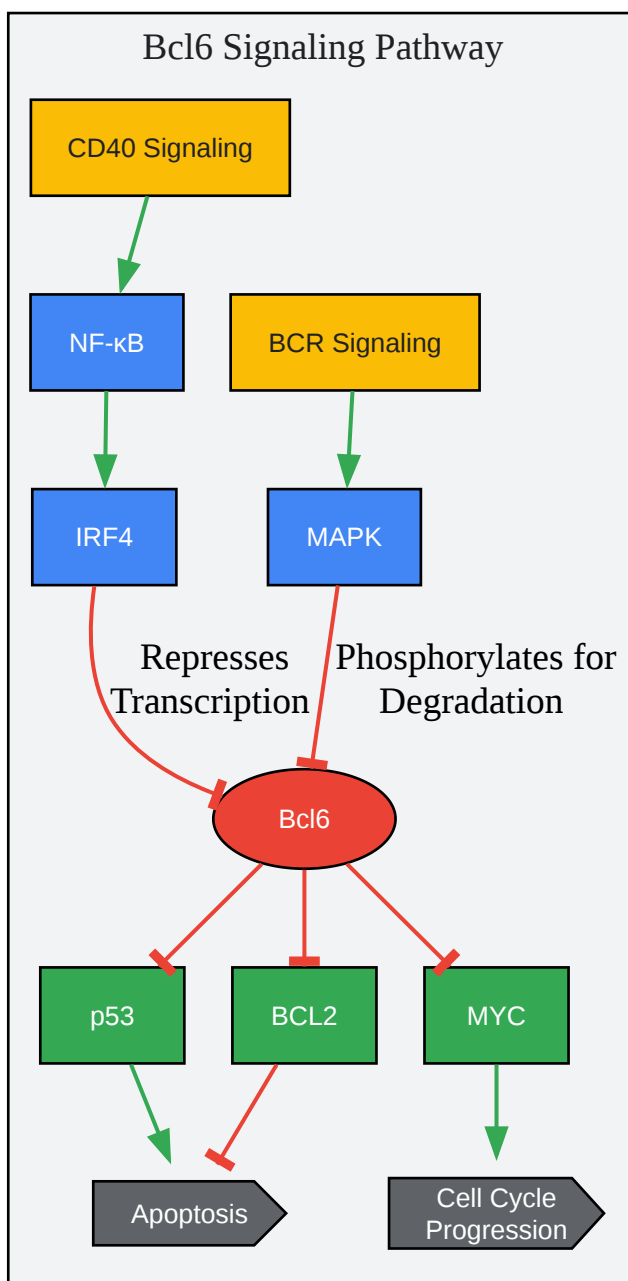 Bcl6 Signaling Pathway
CD40 Signaling
NF-κB
BCR Signaling
IRF4
MAPK
Represses
Transcription
Phosphorylates for
Degradation
Bcl6
p53
BCL2
MYC
Apoptosis
Cell Cycle
Progression